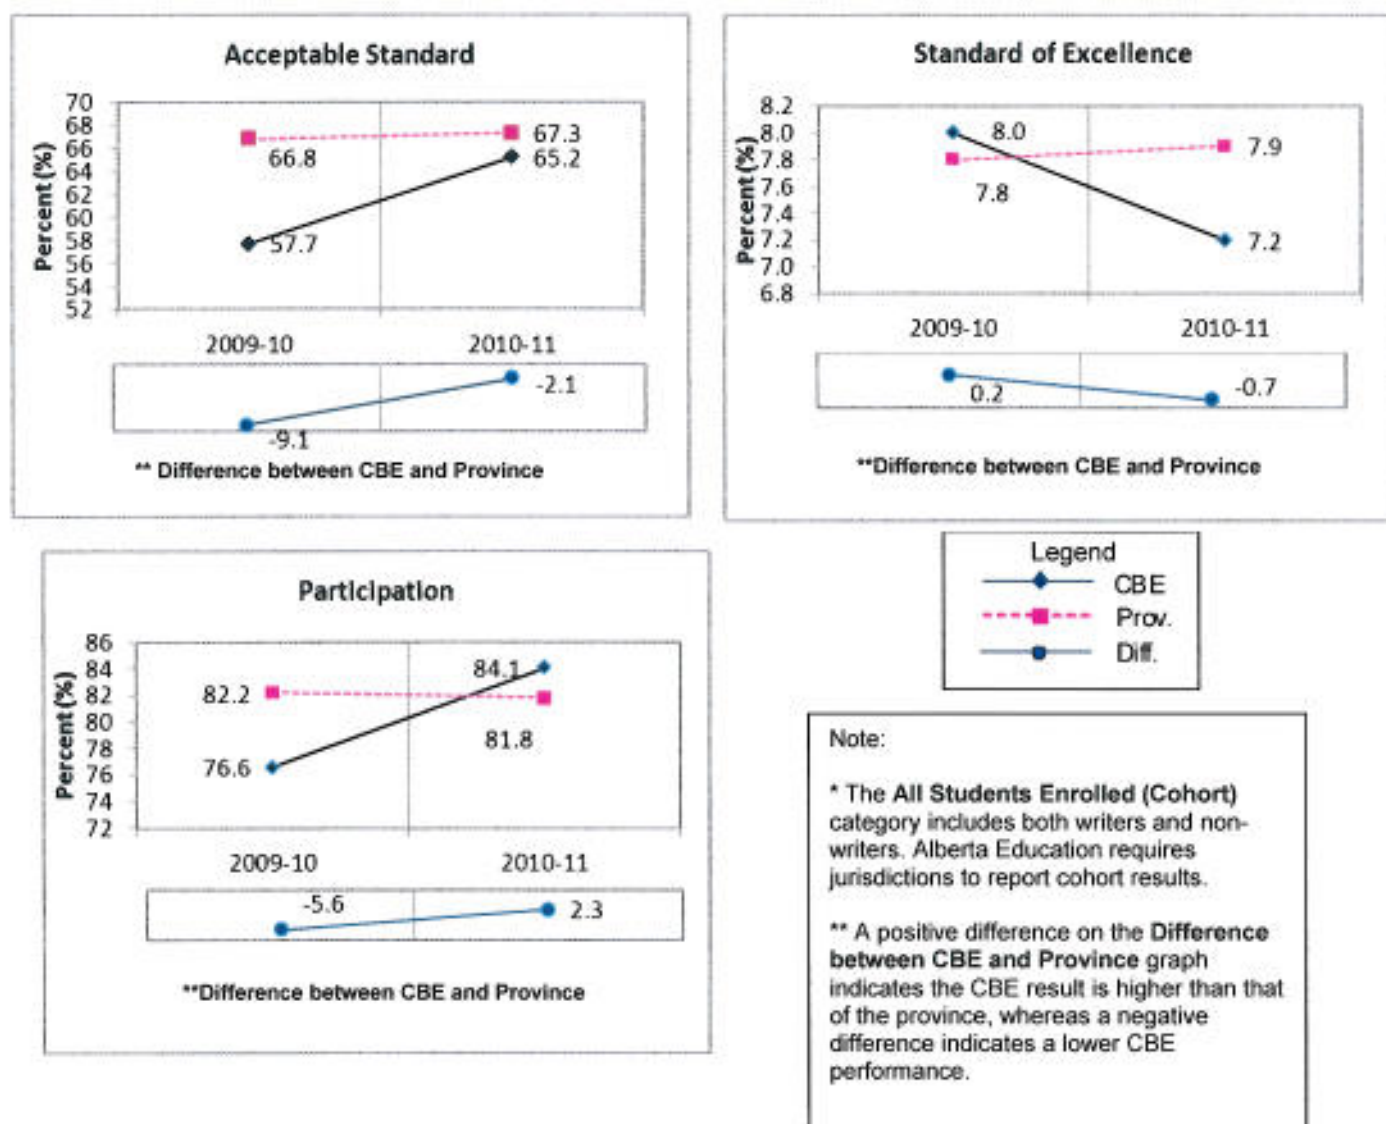 Acceptable Standard
Percent (%)
70
68
66
64
62
60
58
56
54
52
66.8
67.3
65.2
57.7
2009-10
2010-11
-2.1
-9.1
** Difference between CBE and Province
Standard of Excellence
Percent (%)
8.2
8.0
7.8
7.6
7.4
7.2
7.0
6.8
8.0
7.9
7.8
7.2
2009-10
2010-11
0.2
-0.7
**Difference between CBE and Province
Participation
Percent (%)
86
84
82
80
78
76
74
72
84.1
82.2
81.8
76.6
2009-10
2010-11
-5.6
2.3
**Difference between CBE and Province
Legend
CBE
Prov.
Diff.
Note:
* The All Students Enrolled (Cohort)
category includes both writers and non-
writers. Alberta Education requires
jurisdictions to report cohort results.
** A positive difference on the Difference
between CBE and Province graph
indicates the CBE result is higher than that
of the province, whereas a negative
difference indicates a lower CBE
performance.